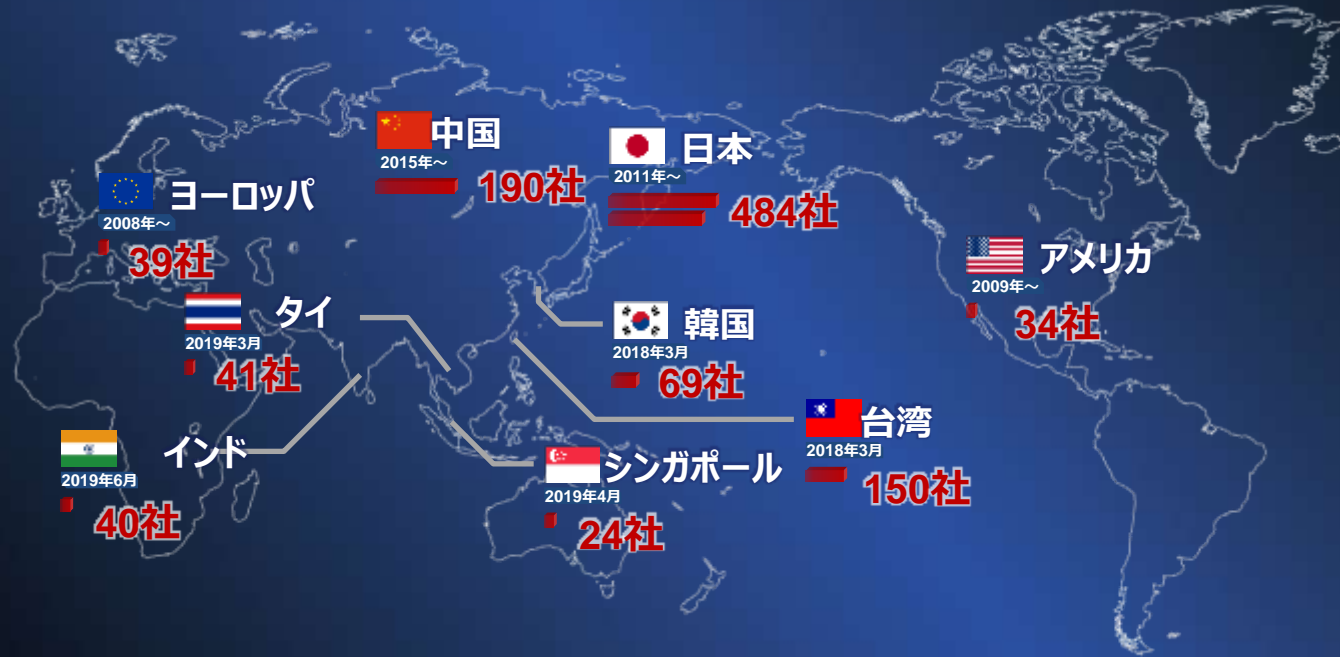 中国
2015年~
190社
日本
2011年~
484社
ヨーロッパ
2008年~
39社
アメリカ
2009年~
34社
タイ
2019年3月
41社
韓国
2018年3月
69社
台湾
2018年3月
150社
インド
2019年6月
40社
シンガポール
2019年4月
24社